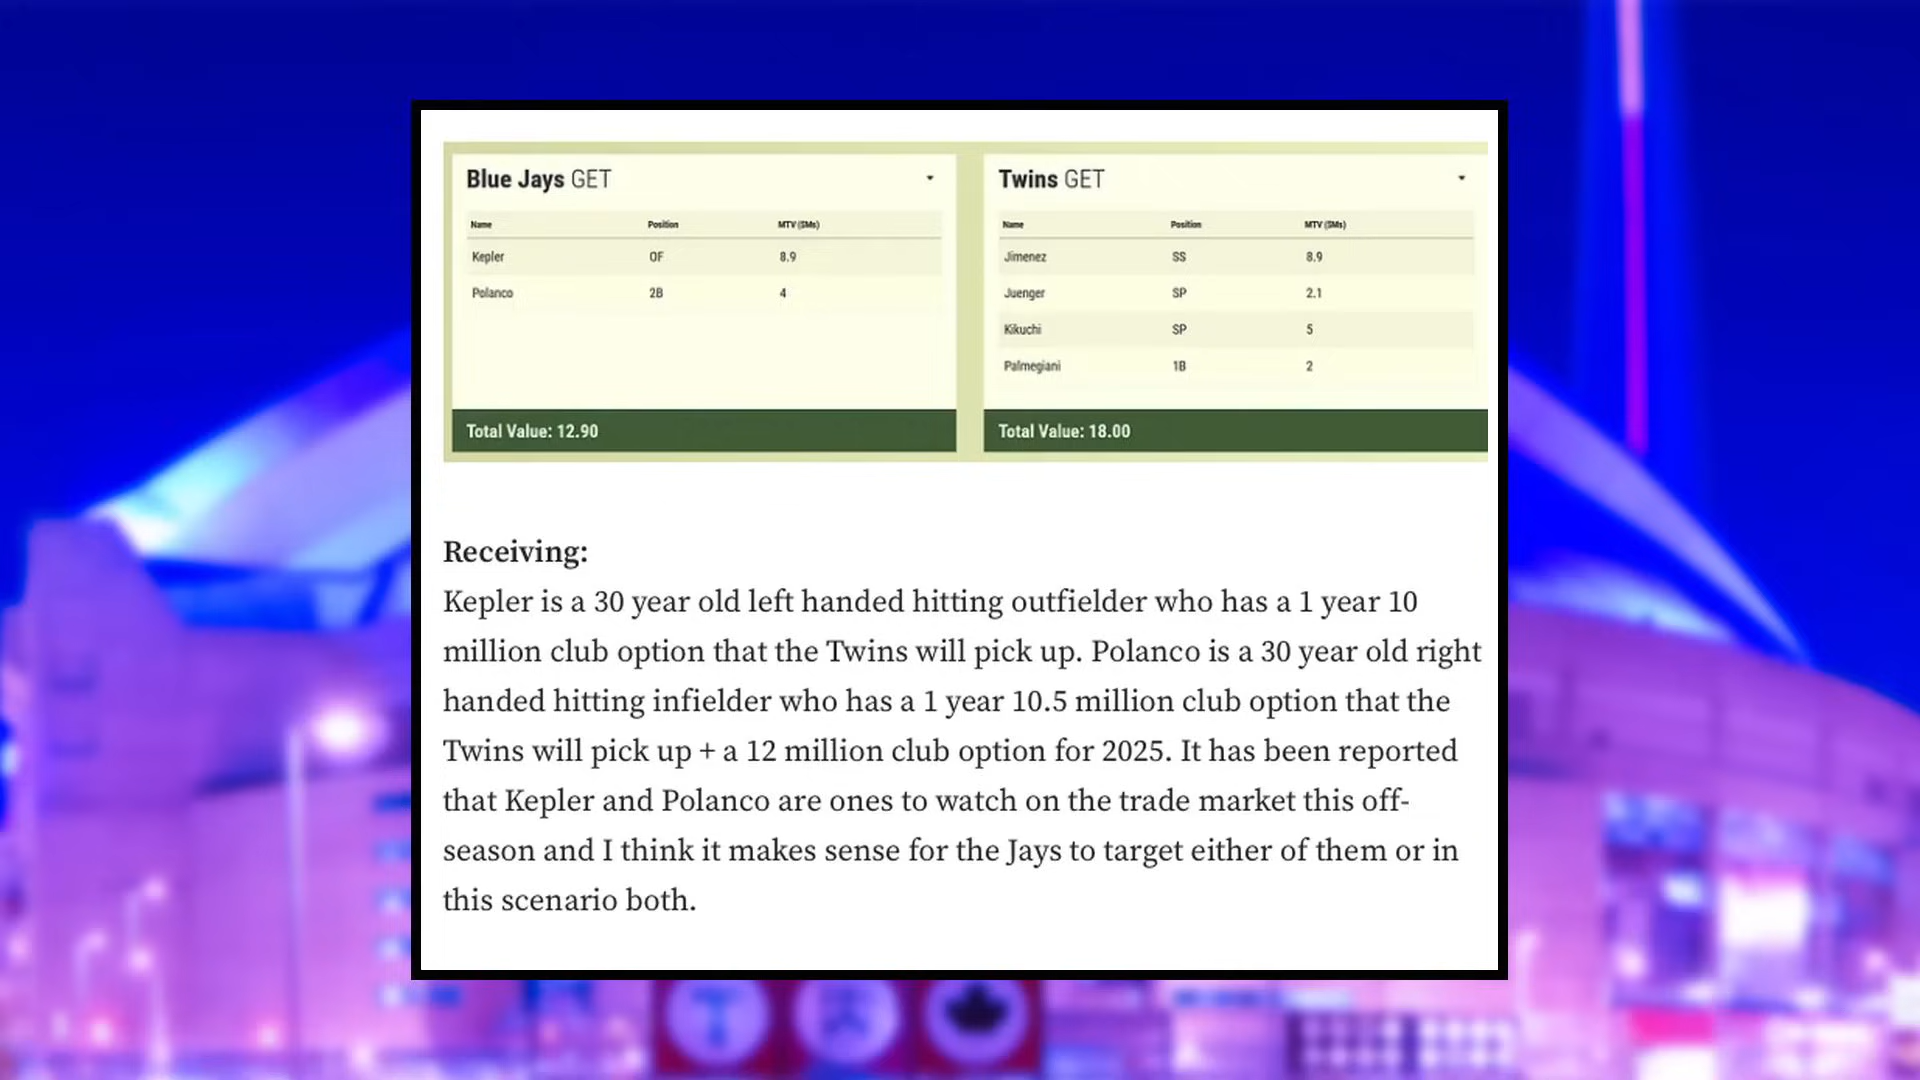 Blue Jays GET
Name Position MTV ($Ms)
Kepler OF 8.9
Polanco 2B 4
Total Value: 12.90
Twins GET
Name Position MTV ($Ms)
Jimenez SS 8.9
Juenger SP 2.1
Kikuchi SP 5
Palmegiani 1B 2
Total Value: 18.00
Receiving:
Kepler is a 30 year old left handed hitting outfielder who has a 1 year 10
million club option that the Twins will pick up. Polanco is a 30 year old right
handed hitting infielder who has a 1 year 10.5 million club option that the
Twins will pick up + a 12 million club option for 2025. It has been reported
that Kepler and Polanco are ones to watch on the trade market this off-
season and I think it makes sense for the Jays to target either of them or in
this scenario both.